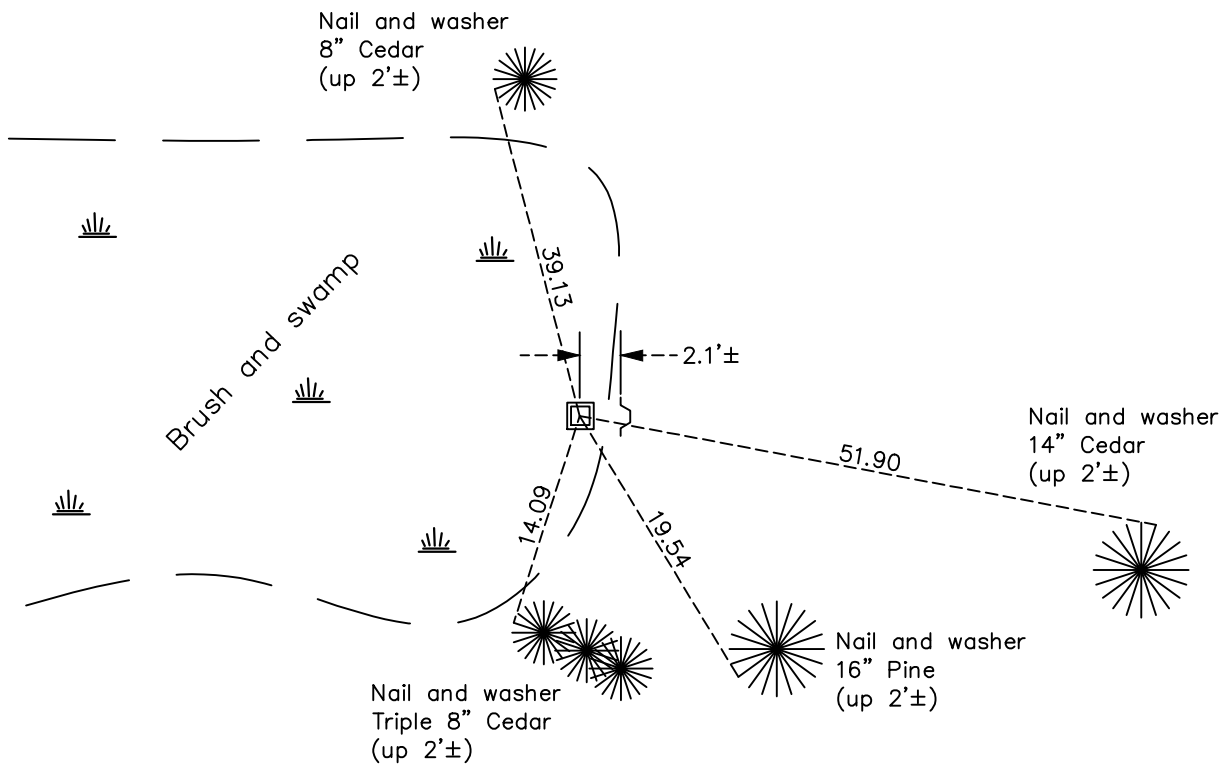 Nail and washer
8" Cedar
(up 2'±)
39.13
Brush and swamp
2.1'±
51.90
Nail and washer
14" Cedar
(up 2'±)
14.09
19.54
Nail and washer
16" Pine
(up 2'±)
Nail and washer
Triple 8" Cedar
(up 2'±)